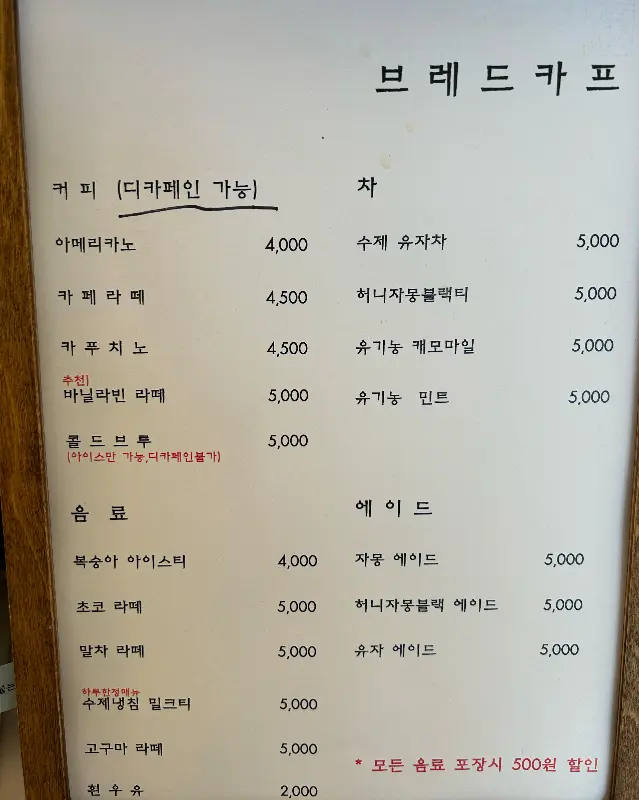 브레드카프
커피 (디카페인 가능)
아메리카노 4,000
카페라떼 4,500
카푸치노 4,500
추천)
바닐라빈 라떼 5,000
콜드브루 5,000
(아이스만 가능,디카페인불가)
음료
복숭아 아이스티 4,000
초코 라떼 5,000
말차 라떼 5,000
하루한정매뉴
수제냉침 밀크티 5,000
고구마 라떼 5,000
흰우유 2,000
차
수제 유자차 5,000
허니자몽블랙티 5,000
유기농 캐모마일 5,000
유기농 민트 5,000
에이드
자몽 에이드 5,000
허니자몽블랙 에이드 5,000
유자 에이드 5,000
* 모든 음료 포장시 500원 할인